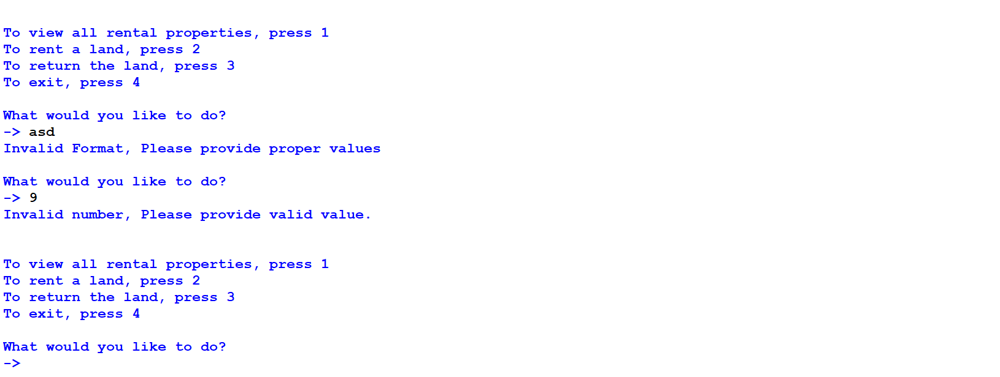 To view all rental properties, press 1
To rent a land, press 2
To return the land, press 3
To exit, press 4
What would you like to do?
-> asd
Invalid Format, Please provide proper values
What would you like to do?
-> 9
Invalid number, Please provide valid value.
To view all rental properties, press 1
To rent a land, press 2
To return the land, press 3
To exit, press 4
What would you like to do?
->